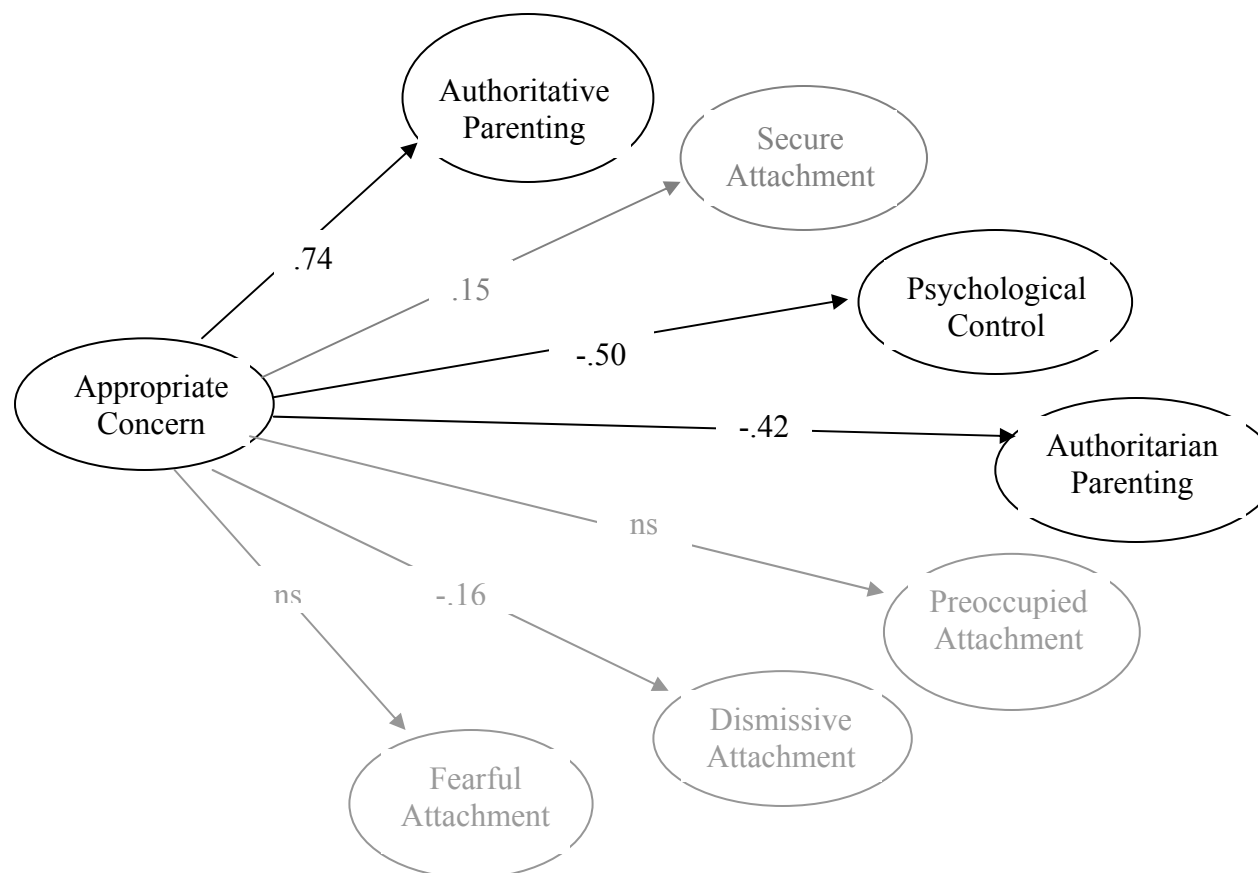 Authoritative
Parenting
Secure
Attachment
.74
.15
Psychological
Control
-.50
Appropriate
Concern
-.42
Authoritarian
Parenting
ns
ns
-.16
Preoccupied
Attachment
Dismissive
Attachment
Fearful
Attachment